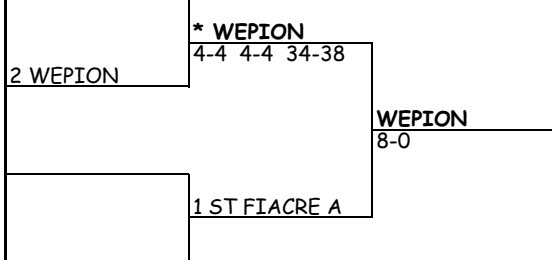 * WEPION
4-4 4-4 34-38
2 WEPION
WEPION
8-0
1 ST FIACRE A